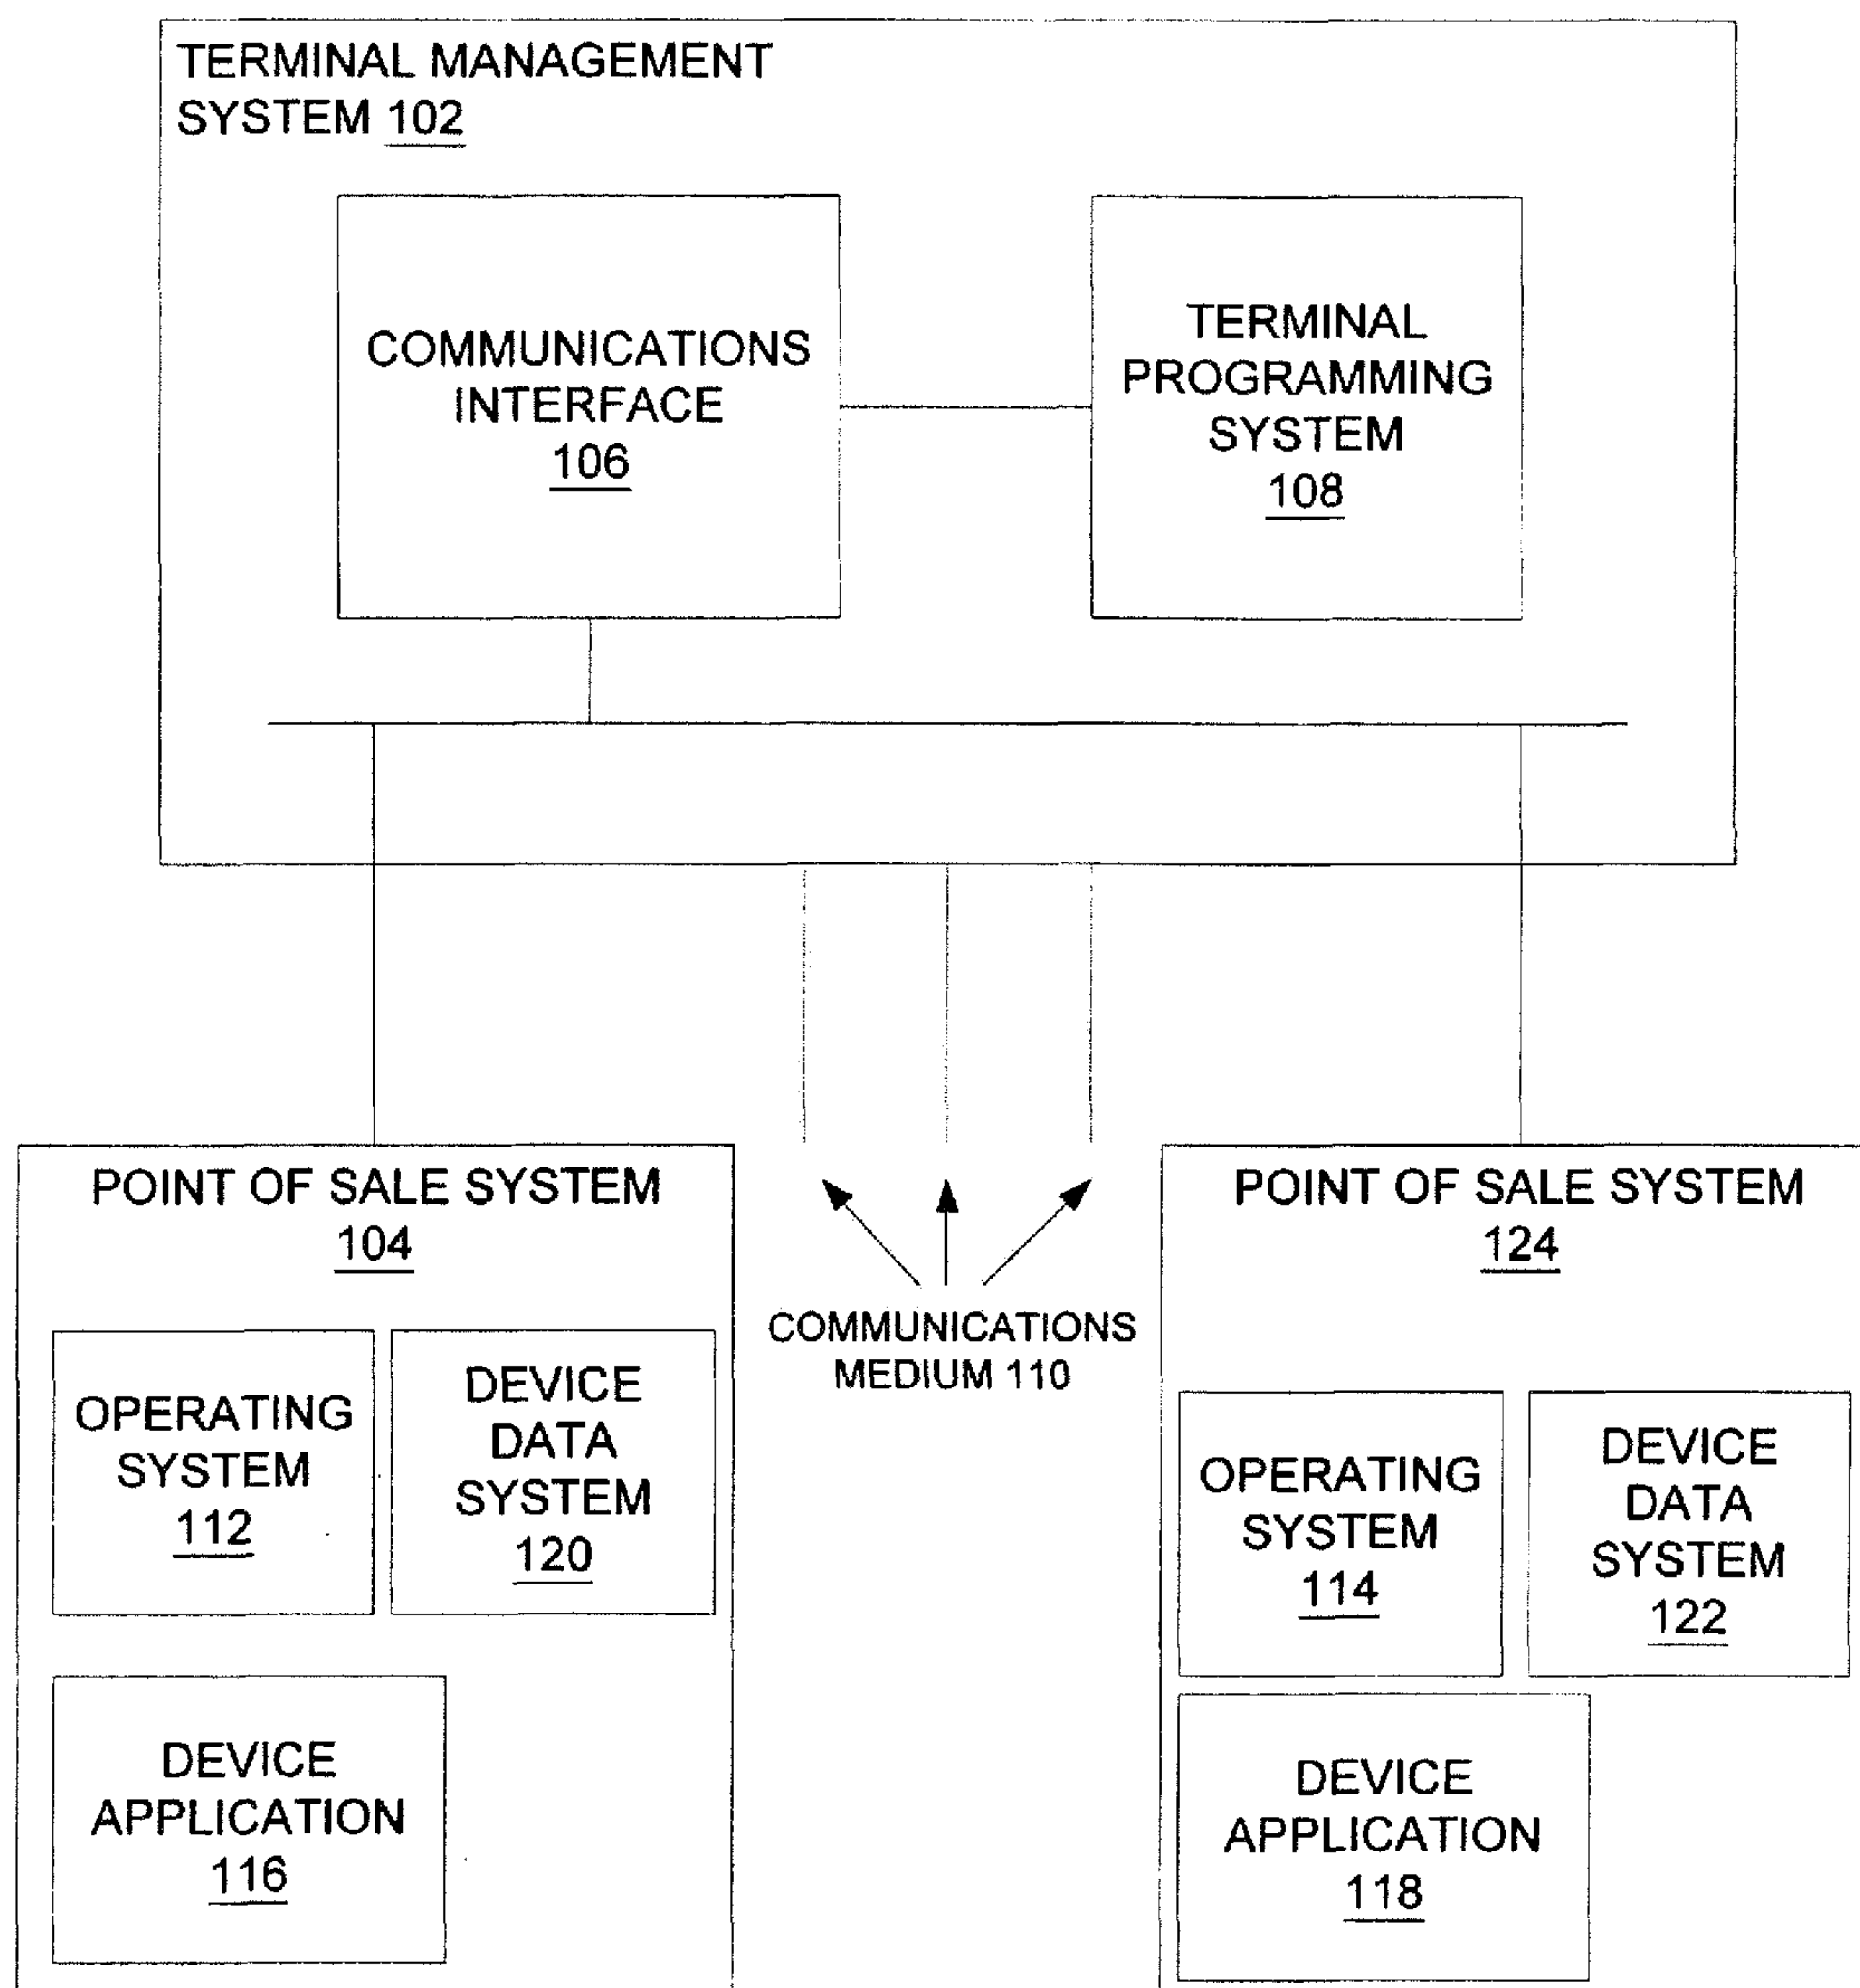 TERMINAL MANAGEMENT
SYSTEM 102
COMMUNICATIONS
INTERFACE
106
TERMINAL
PROGRAMMING
SYSTEM
108
POINT OF SALE SYSTEM
104
OPERATING
SYSTEM
112
DEVICE
DATA
SYSTEM
120
DEVICE
APPLICATION
116
COMMUNICATIONS
MEDIUM 110
POINT OF SALE SYSTEM
124
OPERATING
SYSTEM
114
DEVICE
DATA
SYSTEM
122
DEVICE
APPLICATION
118